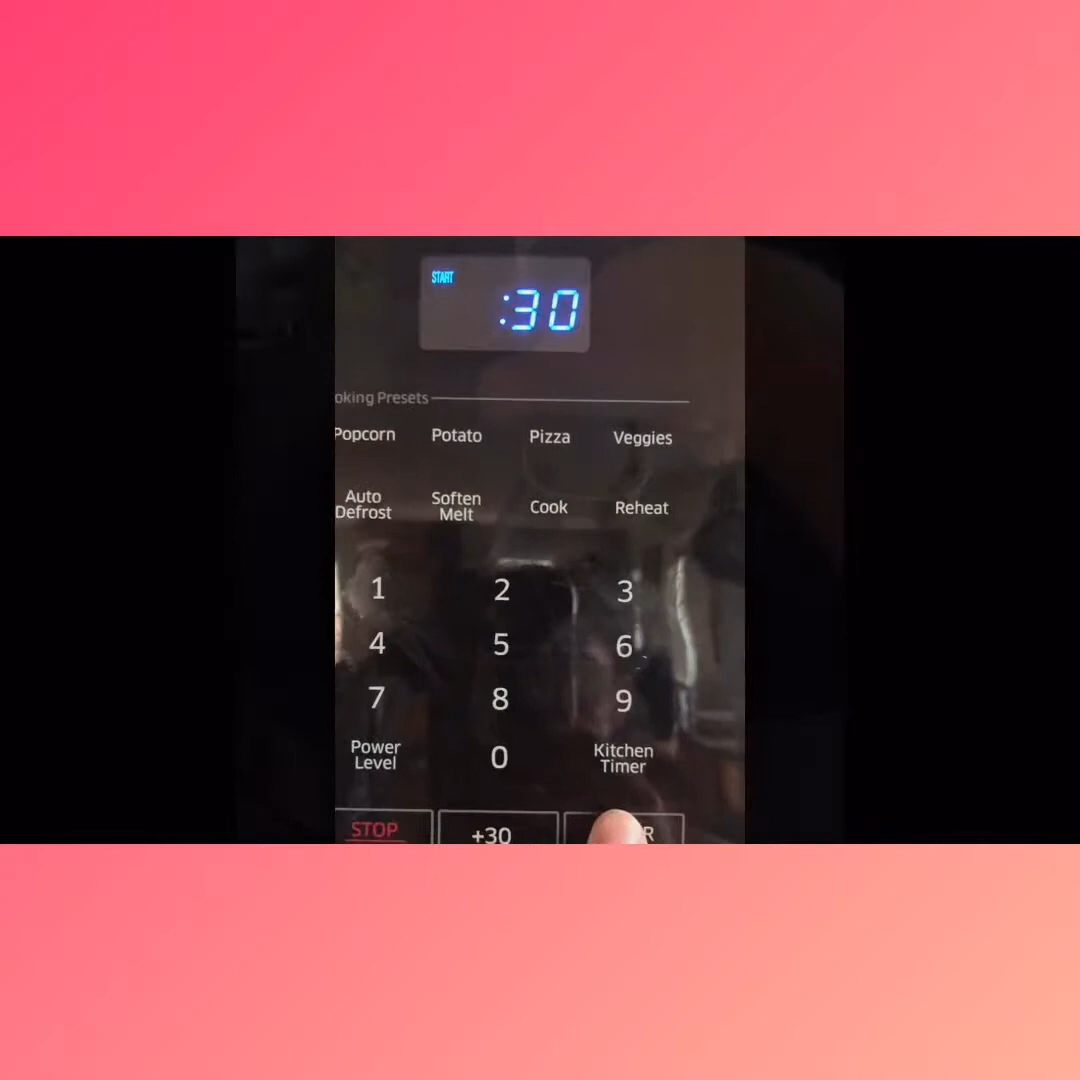 START
:30
oking Presets
Popcorn Potato Pizza Veggies
Auto Defrost Soften Melt Cook Reheat
1 2 3
4 5 6
7 8 9
Power Level 0 Kitchen Timer
STOP +30 R